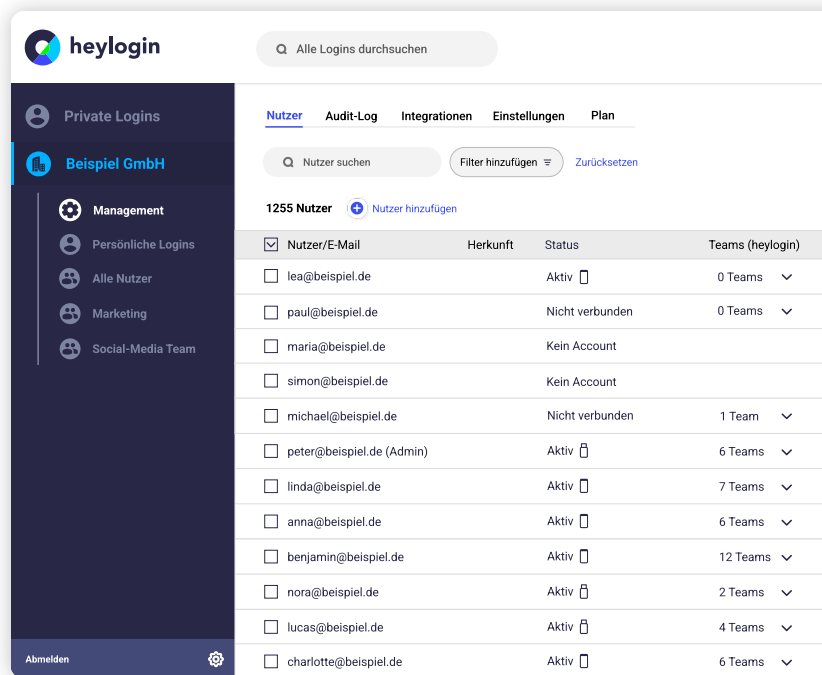 heylogin
Alle Logins durchsuchen
Private Logins
Beispiel GmbH
Management
Persönliche Logins
Alle Nutzer
Marketing
Social-Media Team
Abmelden
Nutzer Audit-Log Integrationen Einstellungen Plan
Nutzer suchen Filter hinzufügen Zurücksetzen
1255 Nutzer Nutzer hinzufügen
Nutzer/E-Mail Herkunft Status Teams (heylogin)
lea@beispiel.de Aktiv 0 Teams
paul@beispiel.de Nicht verbunden 0 Teams
maria@beispiel.de Kein Account
simon@beispiel.de Kein Account
michael@beispiel.de Nicht verbunden 1 Team
peter@beispiel.de (Admin) Aktiv 6 Teams
linda@beispiel.de Aktiv 7 Teams
anna@beispiel.de Aktiv 6 Teams
benjamin@beispiel.de Aktiv 12 Teams
nora@beispiel.de Aktiv 2 Teams
lucas@beispiel.de Aktiv 4 Teams
charlotte@beispiel.de Aktiv 6 Teams